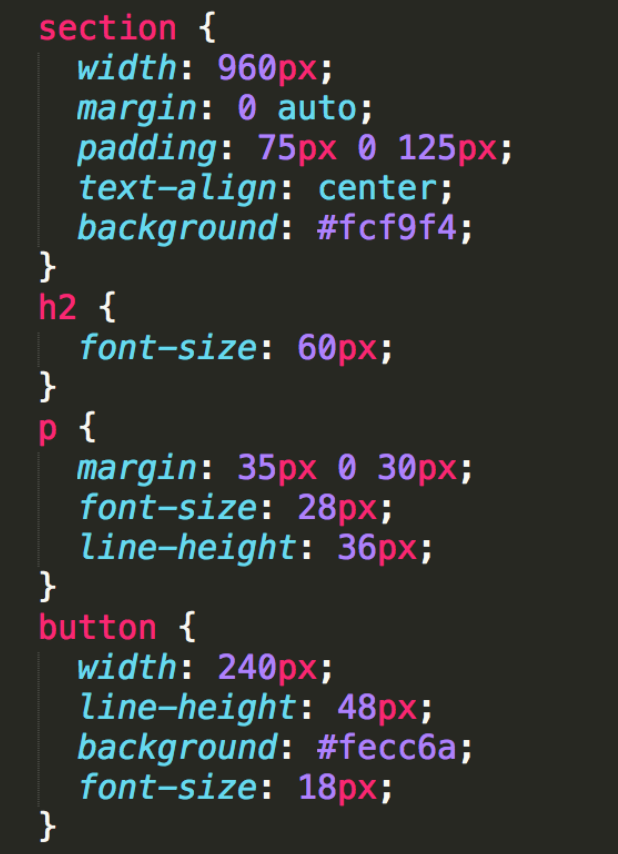 section {
width: 960px;
margin: 0 auto;
padding: 75px 0 125px;
text-align: center;
background: #fcf9f4;
}
h2 {
font-size: 60px;
}
p {
margin: 35px 0 30px;
font-size: 28px;
line-height: 36px;
}
button {
width: 240px;
line-height: 48px;
background: #fecc6a;
font-size: 18px;
}